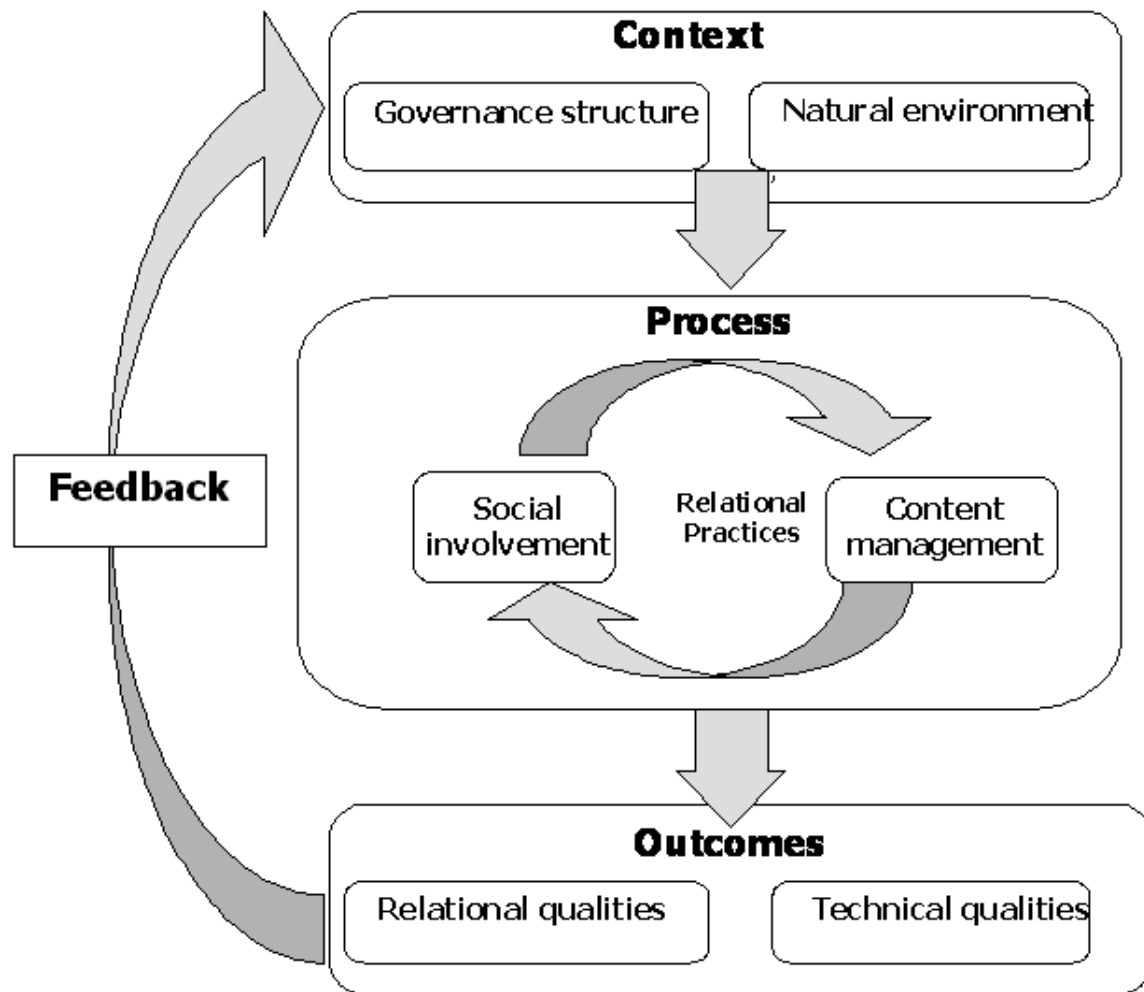 Context
Governance structure
Natural environment
Process
Feedback
Social
involvement
Relational
Practices
Content
management
Outcomes
Relational qualities
Technical qualities